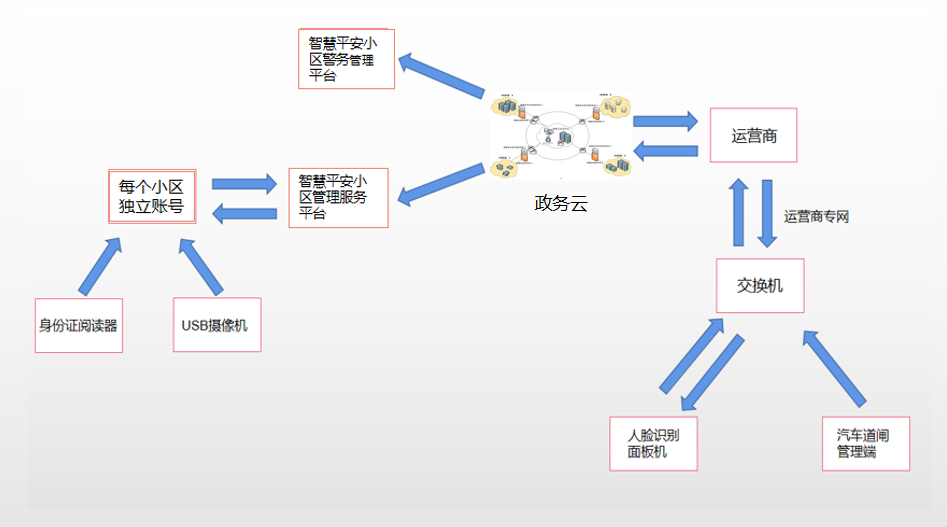 智慧平安小
区警务管理
平台
运营商
每个小区
独立账号
智慧平安小
区管理服务
平台
政务云
运营商专网
交换机
身份证阅读器
USB摄像机
人脸识别
面板机
汽车道闸
管理端